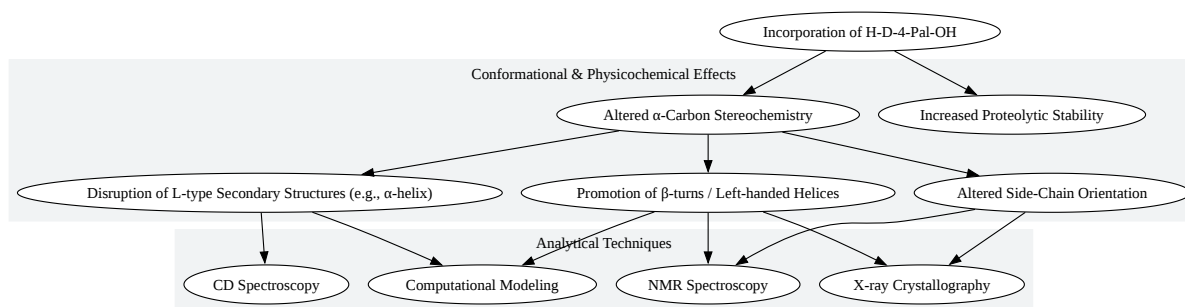 Incorporation of H-D-4-Pal-OH
Conformational & Physicochemical Effects
Altered α-Carbon Stereochemistry
Increased Proteolytic Stability
Disruption of L-type Secondary Structures (e.g., α-helix)
Promotion of β-turns / Left-handed Helices
Altered Side-Chain Orientation
Analytical Techniques
CD Spectroscopy
Computational Modeling
NMR Spectroscopy
X-ray Crystallography